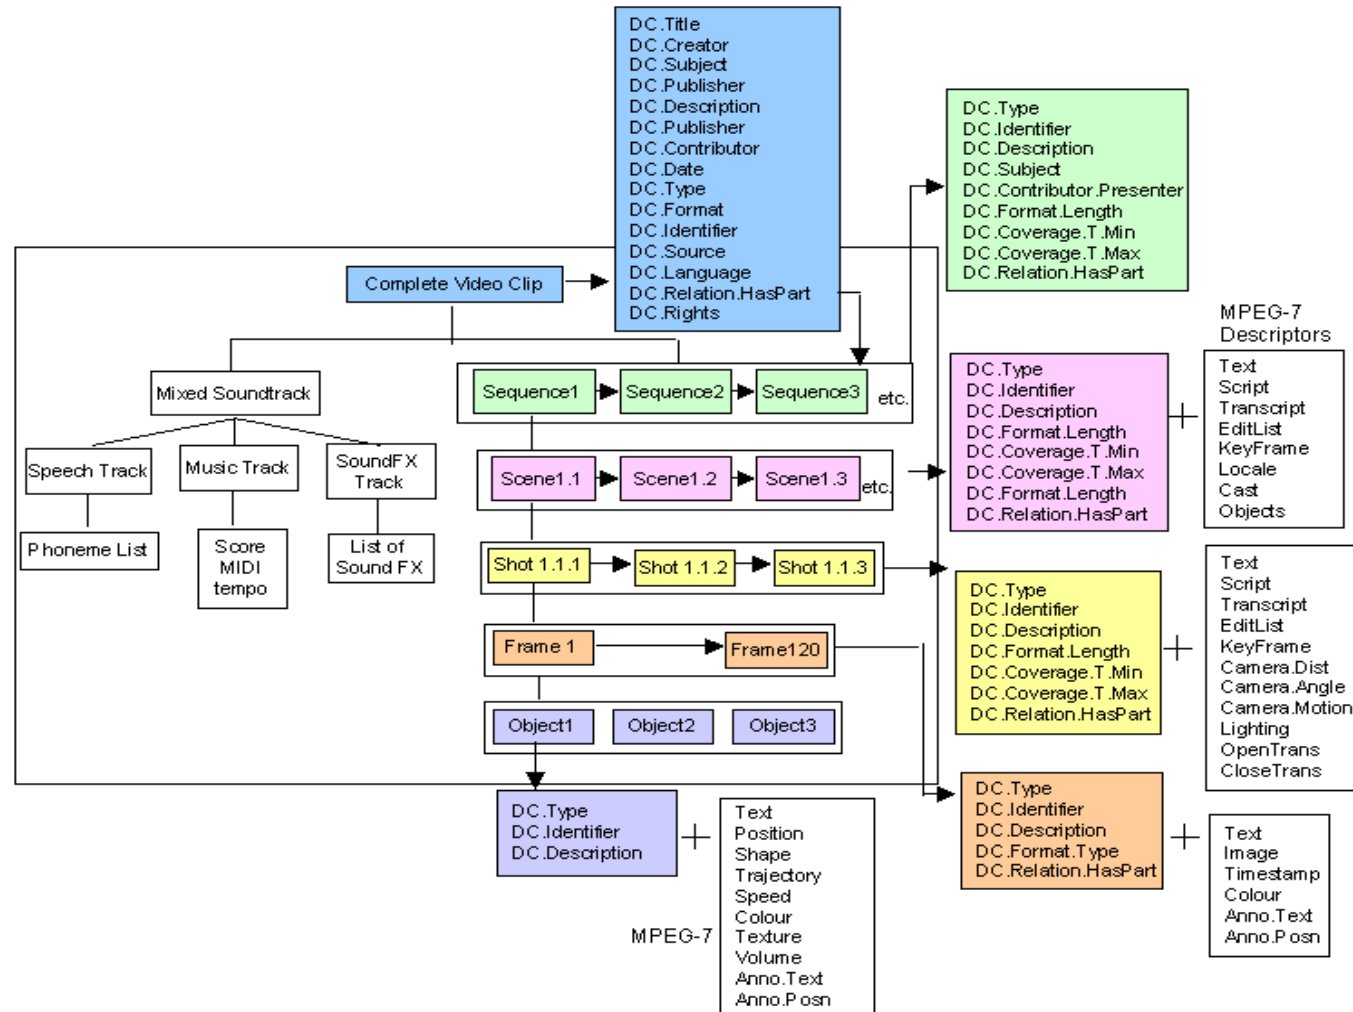 DC.Title
DC.Creator
DC.Subject
DC.Publisher
DC.Description
DC.Publisher
DC.Contributor
DC.Date
DC.Type
DC.Format
DC.Identifier
DC.Source
DC.Language
DC.Relation.HasPart
DC.Rights
DC.Type
DC.Identifier
DC.Description
DC.Subject
DC.Contributor.Presenter
DC.Format.Length
DC.Coverage.T.Min
DC.Coverage.T.Max
DC.Relation.HasPart
Complete Video Clip
Mixed Soundtrack
Speech Track
Music Track
SoundFX
Track
Phoneme List
Score
MIDI
tempo
List of
Sound FX
Sequence1
Sequence2
Sequence3
etc.
Scene1.1
Scene1.2
Scene1.3
etc.
Shot 1.1.1
Shot 1.1.2
Shot 1.1.3
Frame 1
Frame120
Object1
Object2
Object3
MPEG-7
Descriptors
DC.Type
DC.Identifier
DC.Description
DC.Format.Length
DC.Coverage.T.Min
DC.Coverage.T.Max
DC.Format.Length
DC.Relation.HasPart
Text
Script
Transcript
EditList
KeyFrame
Locale
Cast
Objects
DC.Type
DC.Identifier
DC.Description
DC.Format.Length
DC.Coverage.T.Min
DC.Coverage.T.Max
DC.Relation.HasPart
Text
Script
Transcript
EditList
KeyFrame
Camera.Dist
Camera.Angle
Camera.Motion
Lighting
OpenTrans
CloseTrans
DC.Type
DC.Identifier
DC.Description
DC.Format.Type
DC.Relation.HasPart
Text
Image
Timestamp
Colour
Anno.Text
Anno.Posn
DC.Type
DC.Identifier
DC.Description
MPEG-7
Text
Position
Shape
Trajectory
Speed
Colour
Texture
Volume
Anno.Text
Anno.Posn